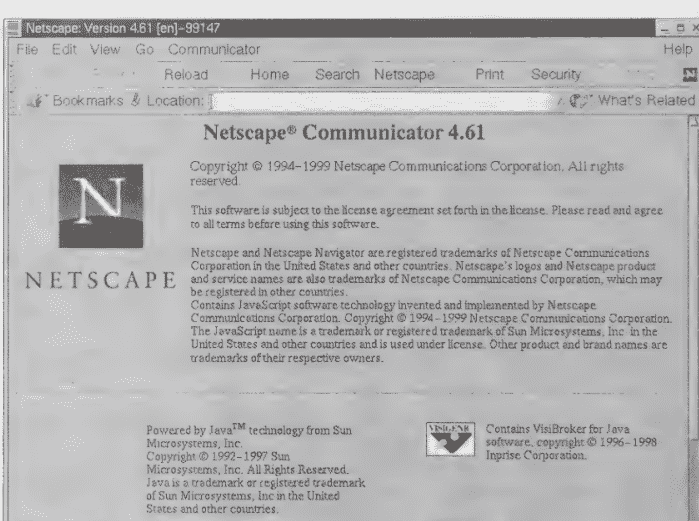 Netscape: Version 4.61 [en]-99147
File Edit View Go Communicator Help
Reload Home Search Netscape Print Security
Bookmarks & Location: What's Related
Netscape® Communicator 4.61
Copyright © 1994-1999 Netscape Communications Corporation, All rights
reserved.
This software is subject to the license agreement set forth in the license. Please read and agree
to all terms before using this software.
N
NETSCAPE
Netscape and Netscape Navigator are registered trademarks of Netscape Communications
Corporation in the United States and other countries. Netscape's logos and Netscape product
and service names are also trademarks of Netscape Communications Corporation, which may
be registered in other countries.
Contains JavaScript software technology invented and implemented by Netscape
Communications Corporation. Copyright © 1994-1999 Netscape Communications Corporation.
The JavaScript name is a trademark or registered trademark of Sun Microsystems, Inc. in the
United States and other countries and is used under license. Other product and brand names are
trademarks of their respective owners.
Powered by Java™ technology from Sun
Microsystems, Inc.
Copyright © 1992-1997 Sun
Microsystems, Inc. All Rights Reserved.
Java is a trademark or registered trademark
of Sun Microsystems, Inc in the United
States and other countries.
VISIGENIC
Contains VisiBroker for Java
software, copyright © 1996-1998
Inprise Corporation.